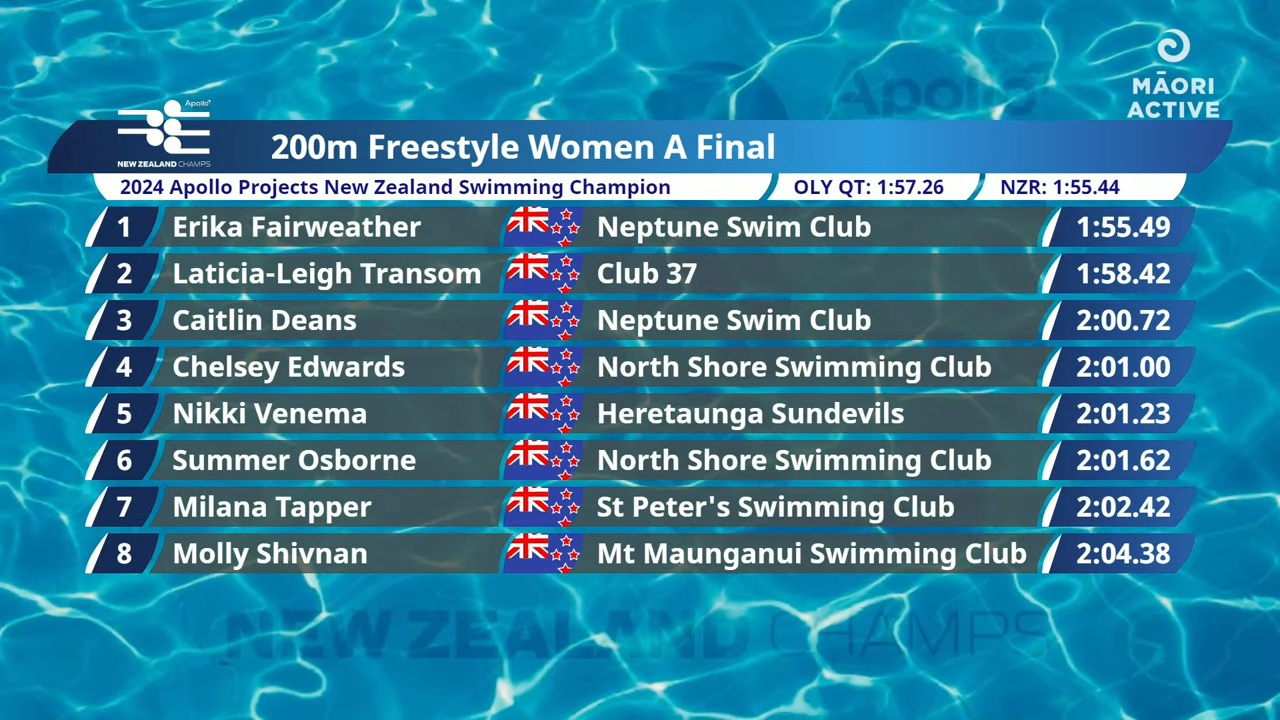 Apollo
MĀORI
ACTIVE
Apollo
NEW ZEALAND CHAMPS
200m Freestyle Women A Final
2024 Apollo Projects New Zealand Swimming Champion OLY QT: 1:57.26 NZR: 1:55.44
1 Erika Fairweather Neptune Swim Club 1:55.49
2 Laticia-Leigh Transom Club 37 1:58.42
3 Caitlin Deans Neptune Swim Club 2:00.72
4 Chelsey Edwards North Shore Swimming Club 2:01.00
5 Nikki Venema Heretaunga Sundevils 2:01.23
6 Summer Osborne North Shore Swimming Club 2:01.62
7 Milana Tapper St Peter's Swimming Club 2:02.42
8 Molly Shivnan Mt Maunganui Swimming Club 2:04.38
NEW ZEALAND CHAMPS